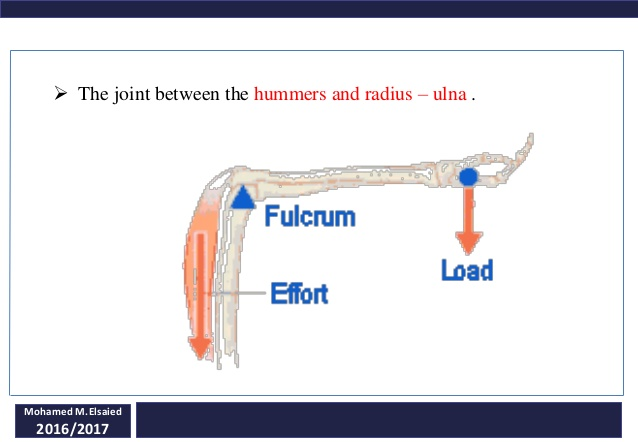 ➢ The joint between the hummers and radius – ulna .
Fulcrum
Load
Effort
Mohamed M.Elsaied
2016/2017